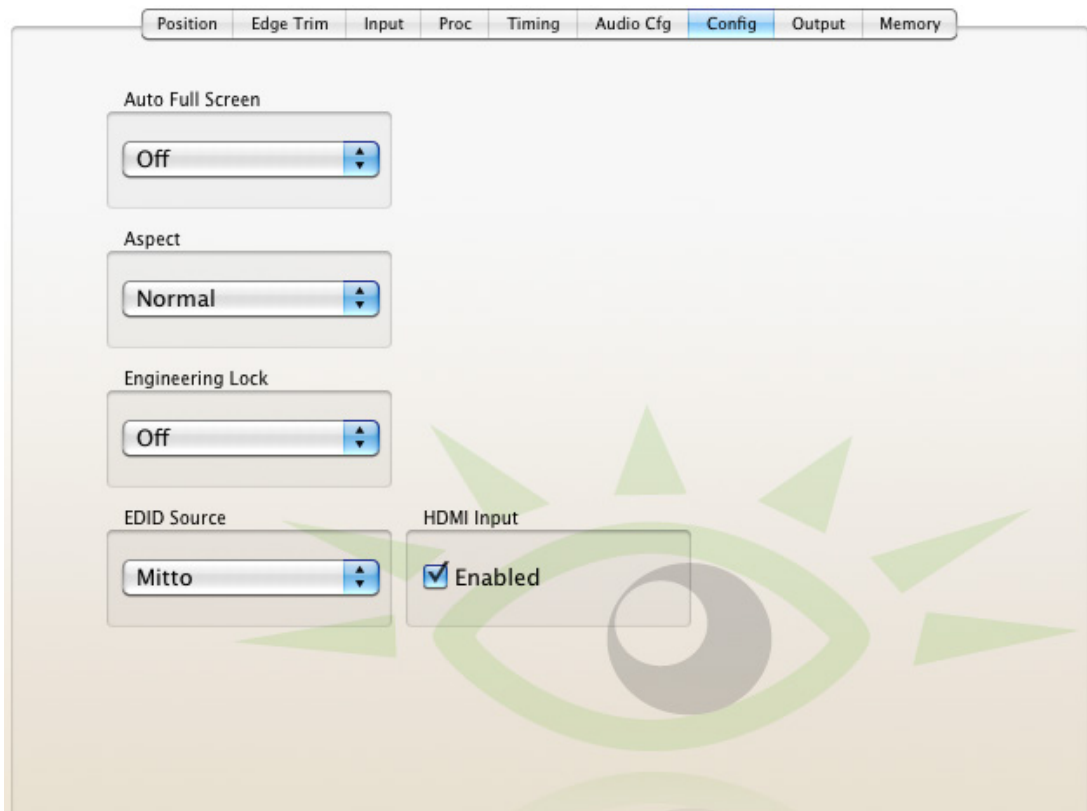 Position Edge Trim Input Proc Timing Audio Cfg Config Output Memory
Auto Full Screen
Off
Aspect
Normal
Engineering Lock
Off
EDID Source HDMI Input
Mitto Enabled